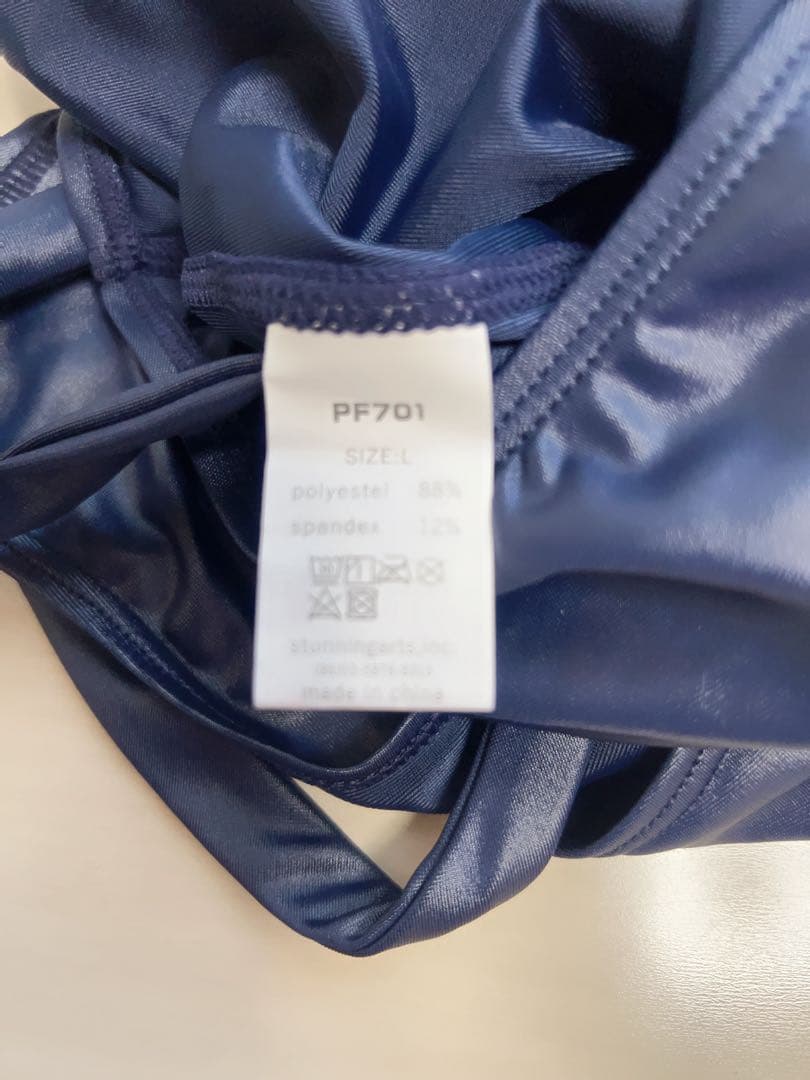 PF701
SIZE:L
polyestel 88%
spandex 12%
stunningarts,inc.
made in china